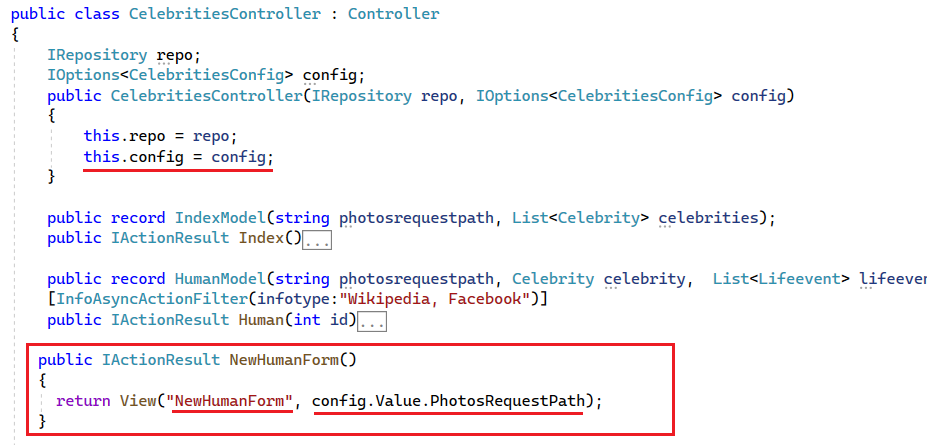 public class CelebritiesController : Controller
{
IRepository repo;
IOptions<CelebritiesConfig> config;
public CelebritiesController(IRepository repo, IOptions<CelebritiesConfig> config)
{
this.repo = repo;
this.config = config;
}
public record IndexModel(string photosrequestpath, List<Celebrity> celebrities);
public IActionResult Index()...
public record HumanModel(string photosrequestpath, Celebrity celebrity,  List<Lifeevent> lifeeven
[InfoAsyncActionFilter(infotype:"Wikipedia, Facebook")]
public IActionResult Human(int id)...
public IActionResult NewHumanForm()
{
return View("NewHumanForm", config.Value.PhotosRequestPath);
}